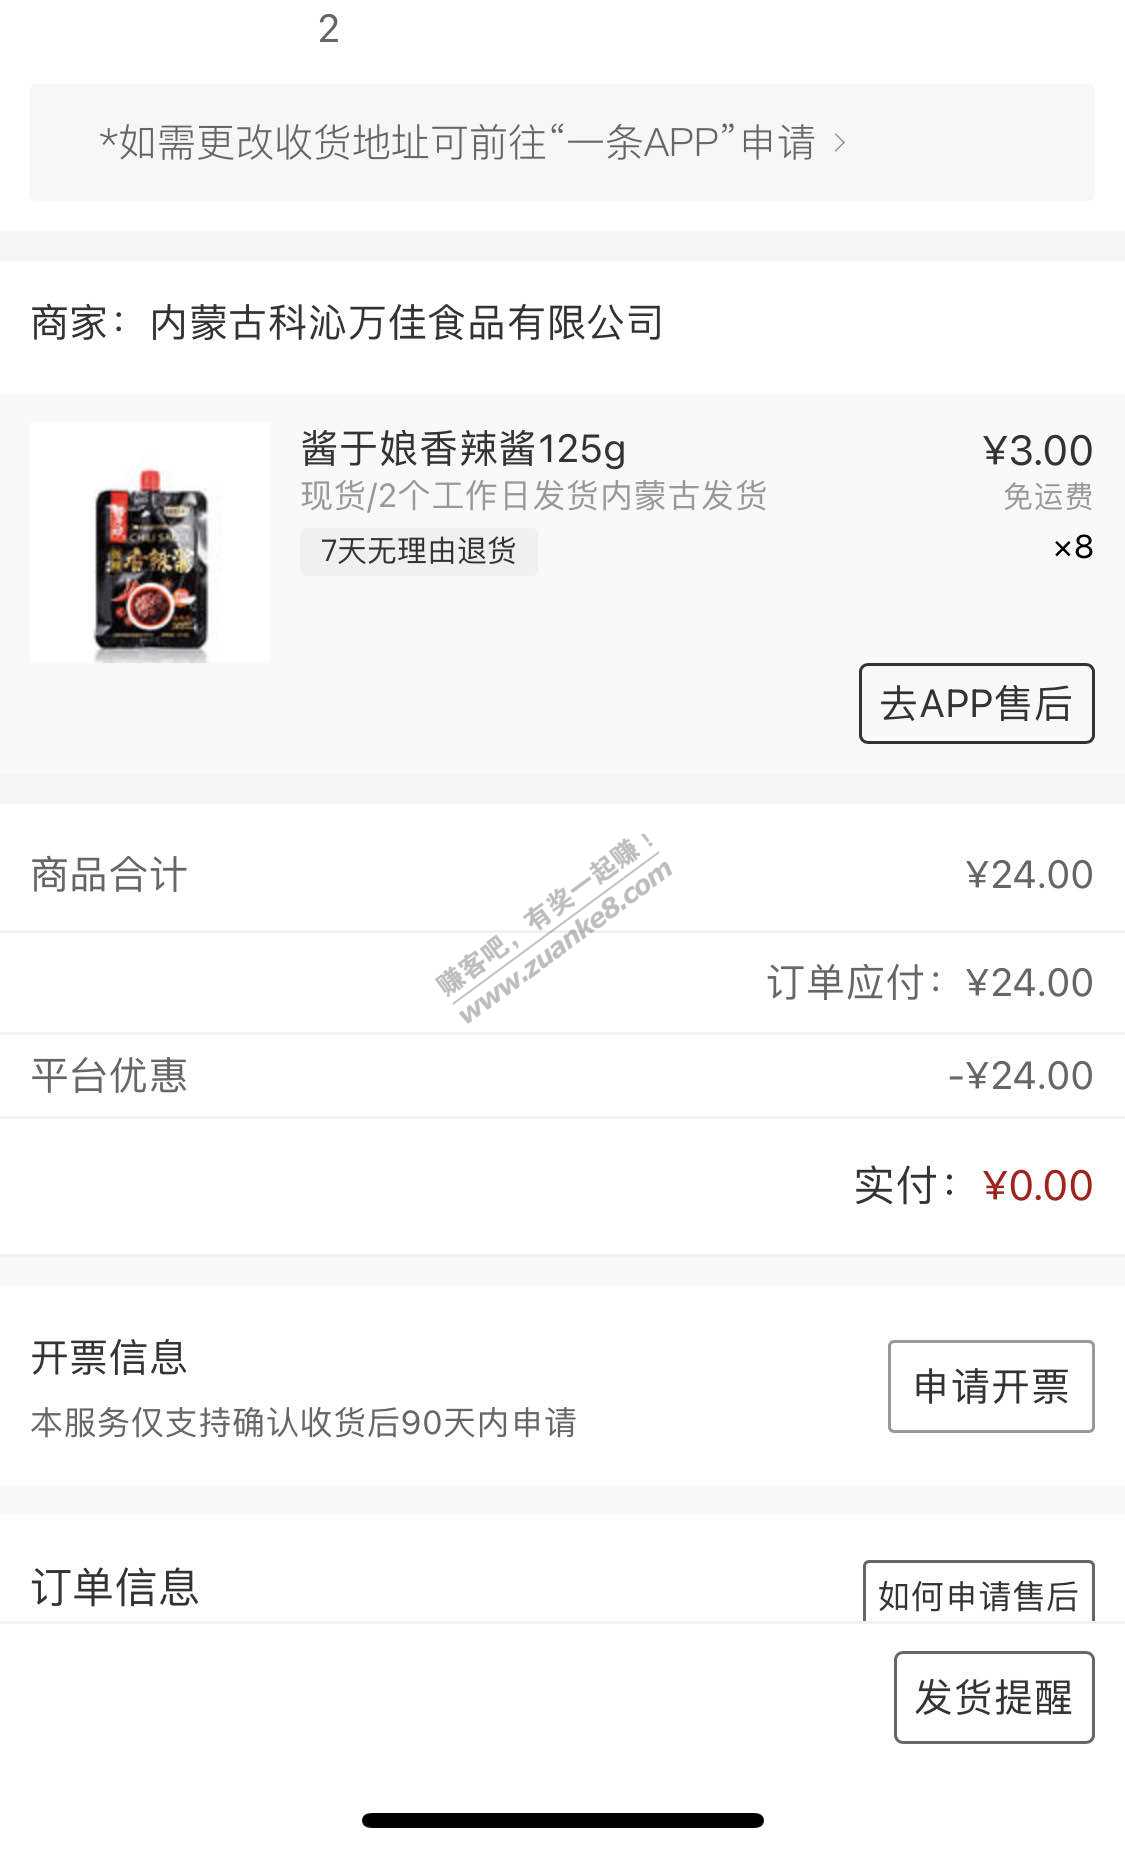 2
*如需更改收货地址可前往“一条APP”申请 >
商家：内蒙古科沁万佳食品有限公司
酱于娘香辣酱125g
¥3.00
现货/2个工作日发货内蒙古发货
免运费
7天无理由退货
×8
CHILI SAUCE
香辣酱
去APP售后
商品合计
¥24.00
赚客吧，有奖一起赚！
www.zuanke8.com
订单应付：¥24.00
平台优惠
-¥24.00
实付：¥0.00
开票信息
本服务仅支持确认收货后90天内申请
申请开票
订单信息
如何申请售后
发货提醒